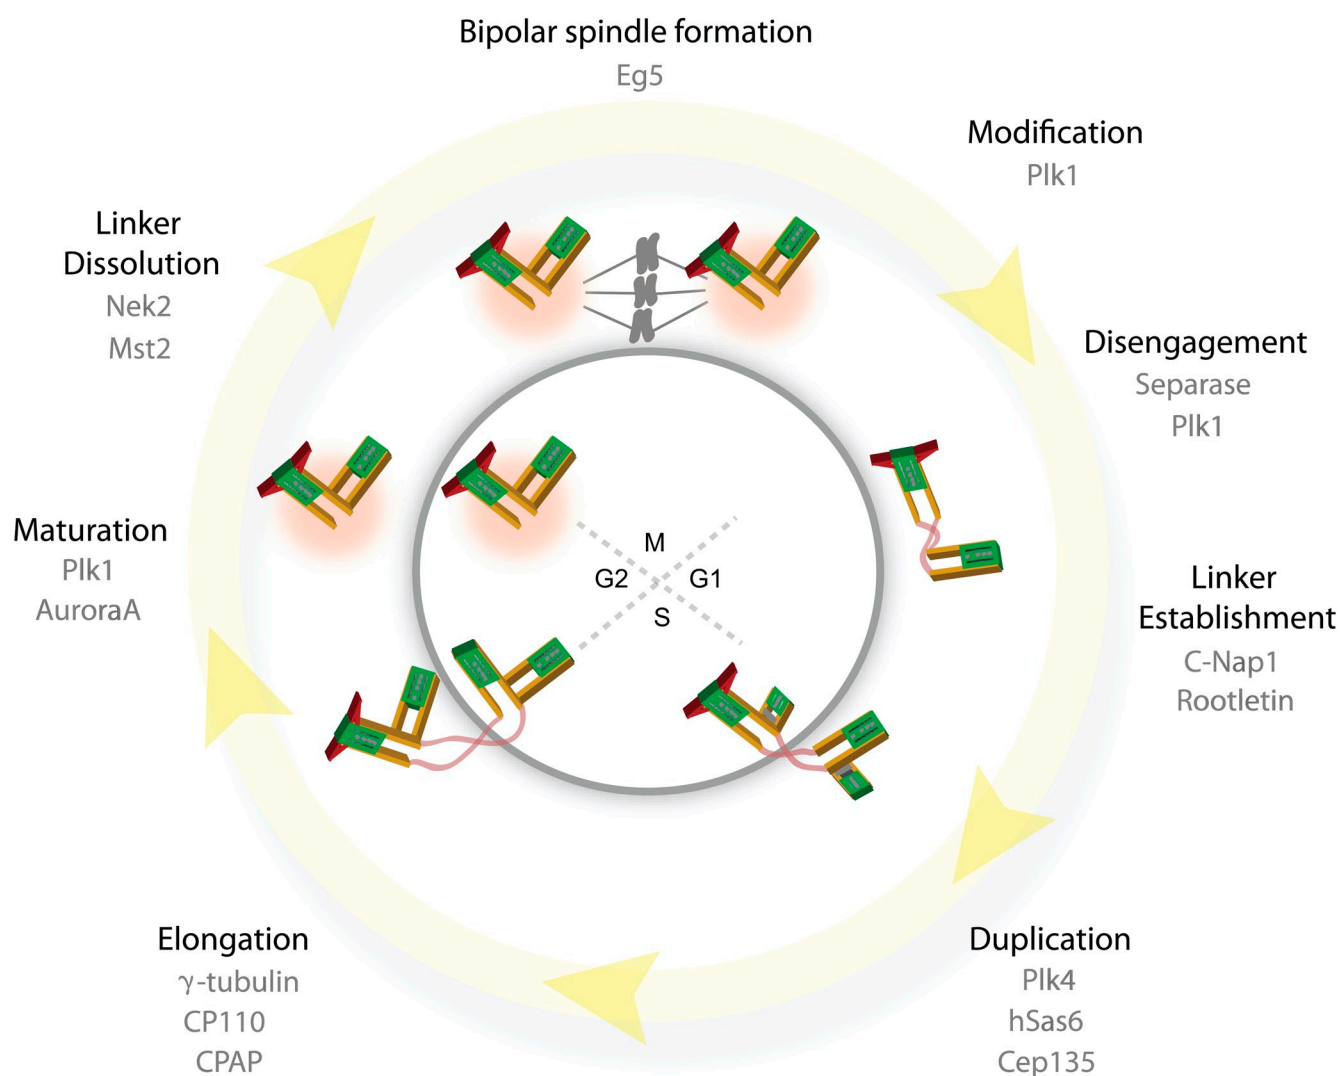 Bipolar spindle formation
Eg5
Modification
Plk1
Disengagement
Separase
Plk1
Linker
Establishment
C-Nap1
Rootletin
Duplication
Plk4
hSas6
Cep135
Elongation
γ-tubulin
CP110
CPAP
Maturation
Plk1
AuroraA
Linker
Dissolution
Nek2
Mst2
M
G2 G1
S